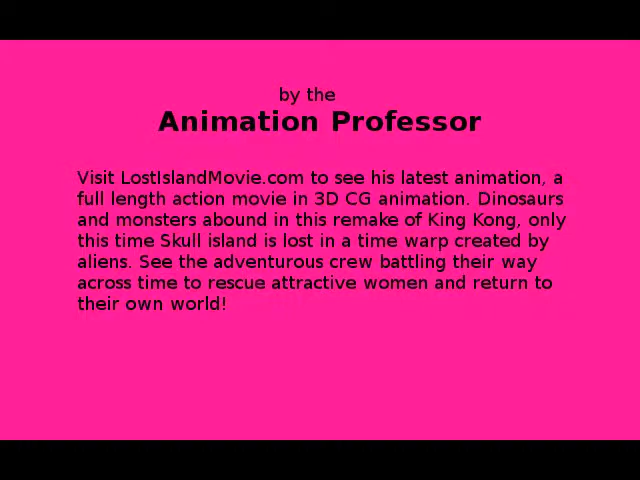 by the
Animation Professor
Visit LostIslandMovie.com to see his latest animation, a
full length action movie in 3D CG animation. Dinosaurs
and monsters abound in this remake of King Kong, only
this time Skull island is lost in a time warp created by
aliens. See the adventurous crew battling their way
across time to rescue attractive women and return to
their own world!